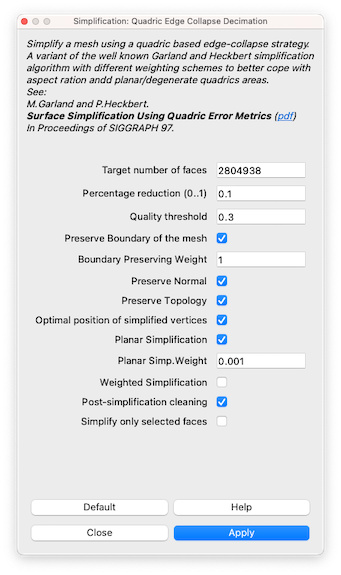 Simplification: Quadric Edge Collapse Decimation
Simplify a mesh using a quadric based edge-collapse strategy.
A variant of the well known Garland and Heckbert simplification
algorithm with different weighting schemes to better cope with
aspect ration andd planar/degenerate quadrics areas.
See:
M.Garland and P.Heckbert.
Surface Simplification Using Quadric Error Metrics (pdf)
In Proceedings of SIGGRAPH 97.
Target number of faces 2804938
Percentage reduction (0..1) 0.1
Quality threshold 0.3
Preserve Boundary of the mesh
Boundary Preserving Weight 1
Preserve Normal
Preserve Topology
Optimal position of simplified vertices
Planar Simplification
Planar Simp.Weight 0.001
Weighted Simplification
Post-simplification cleaning
Simplify only selected faces
Default Help
Close Apply